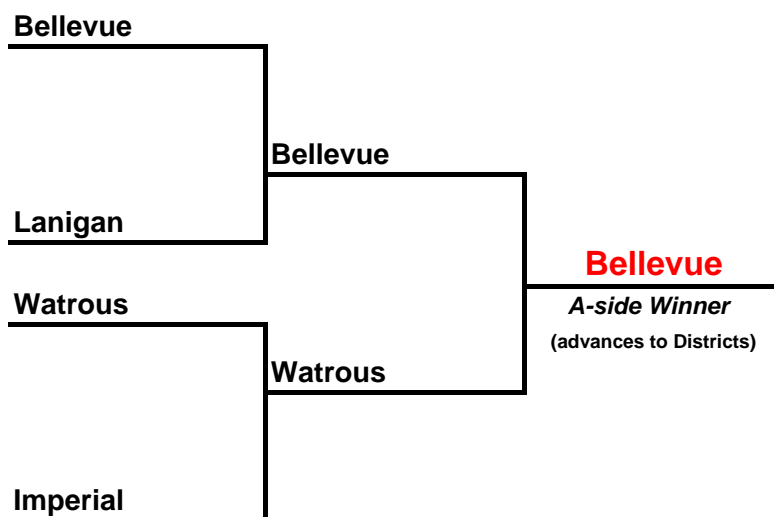 Bellevue
Bellevue
Lanigan
Bellevue
Watrous
A-side Winner
(advances to Districts)
Watrous
Imperial